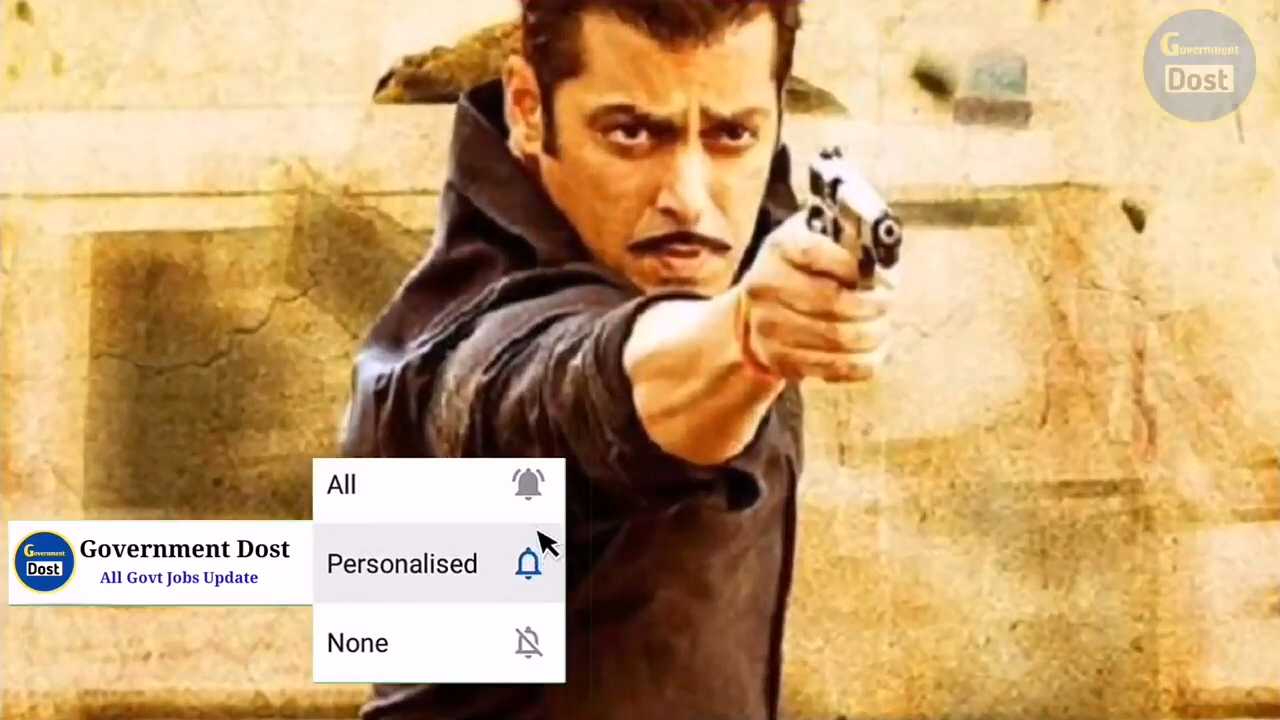 Government
Dost
All
Government
Dost
Government Dost
All Govt Jobs Update
Personalised
None